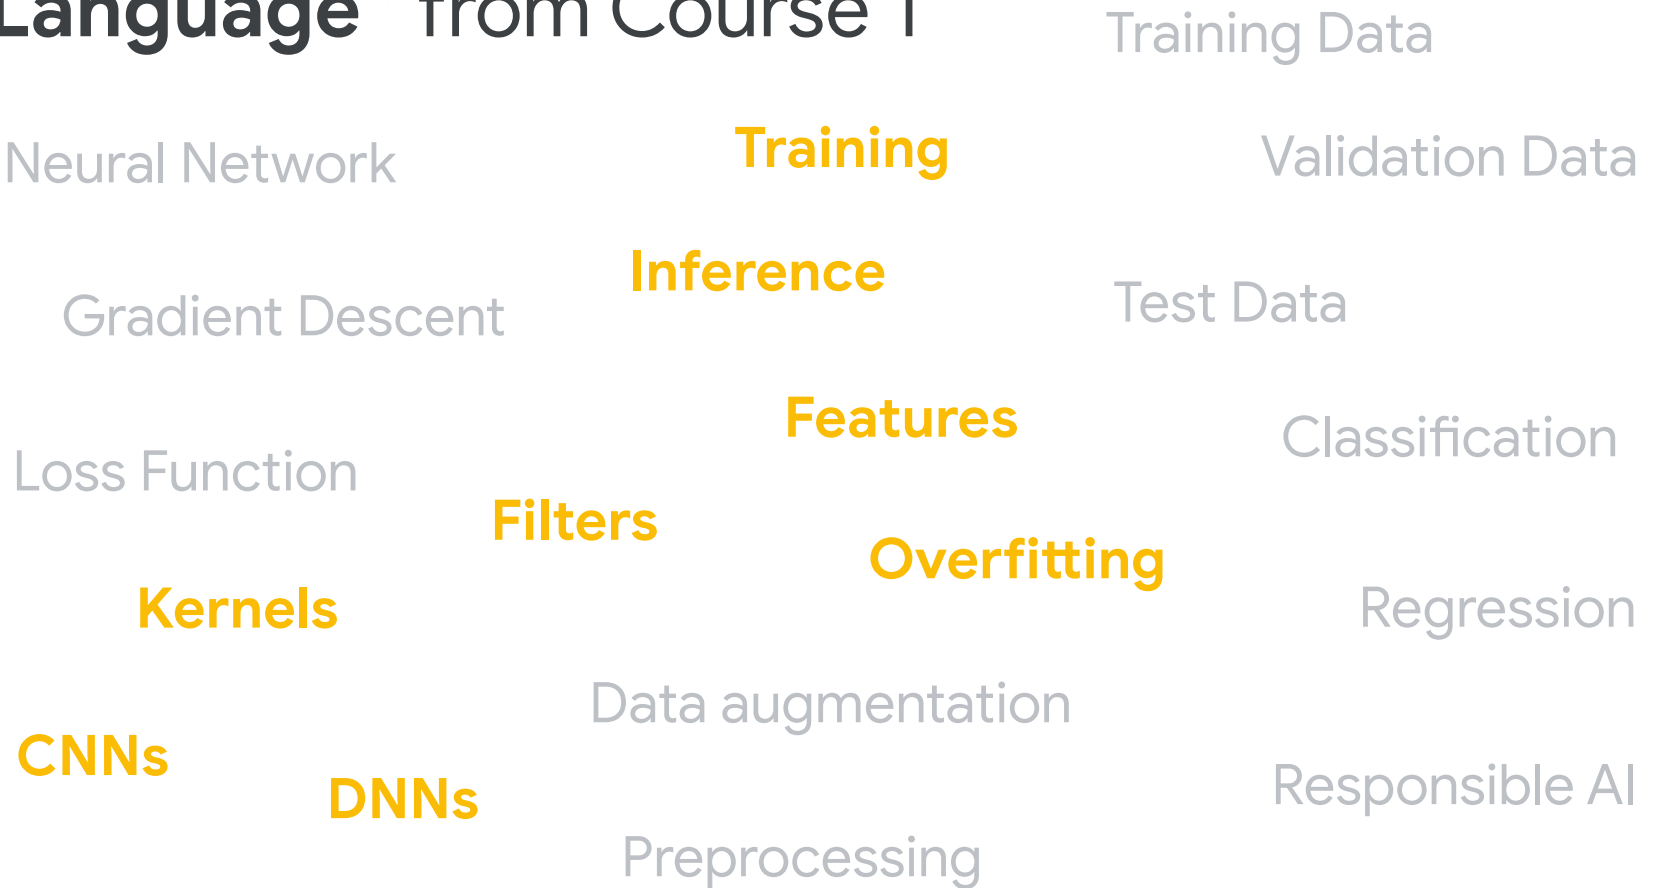 Language from Course 1
Training Data
Neural Network
Training
Validation Data
Inference
Gradient Descent
Test Data
Features
Classification
Loss Function
Filters
Overfitting
Kernels
Regression
Data augmentation
CNNs
DNNs
Responsible AI
Preprocessing